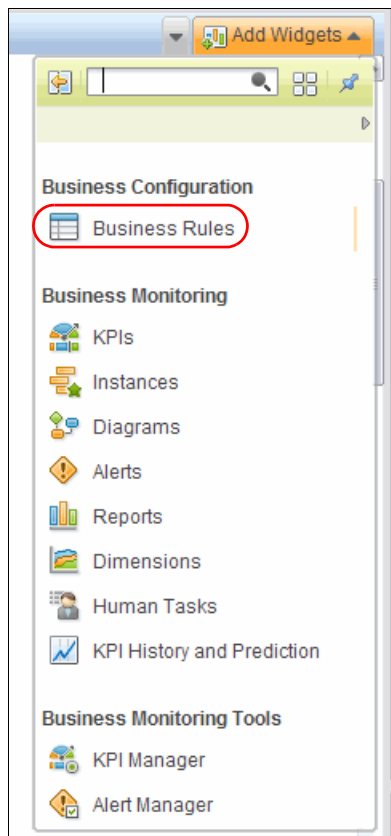 Add Widgets
Business Configuration
Business Rules
Business Monitoring
KPIs
Instances
Diagrams
Alerts
Reports
Dimensions
Human Tasks
KPI History and Prediction
Business Monitoring Tools
KPI Manager
Alert Manager